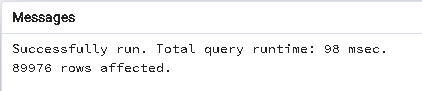 Messages
Successfully run. Total query runtime: 98 msec.
89976 rows affected.